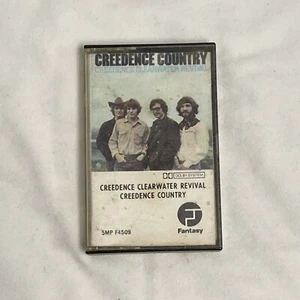 CREEDENCE COUNTRY
CREEDENCE CLEARWATER REVIVAL
DOLBY SYSTEM
CREEDENCE CLEARWATER REVIVAL
CREEDENCE COUNTRY
5MP F4509
Fantasy